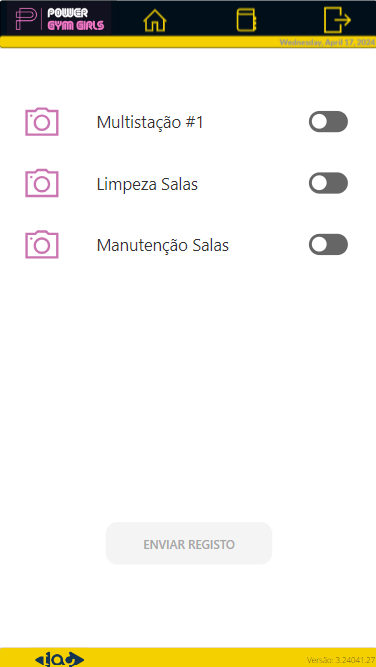 POWER
GYM GIRLS
Wednesday, April 17, 2024
Multistação #1
Limpeza Salas
Manutenção Salas
ENVIAR REGISTO
Versão: 3.24041.27